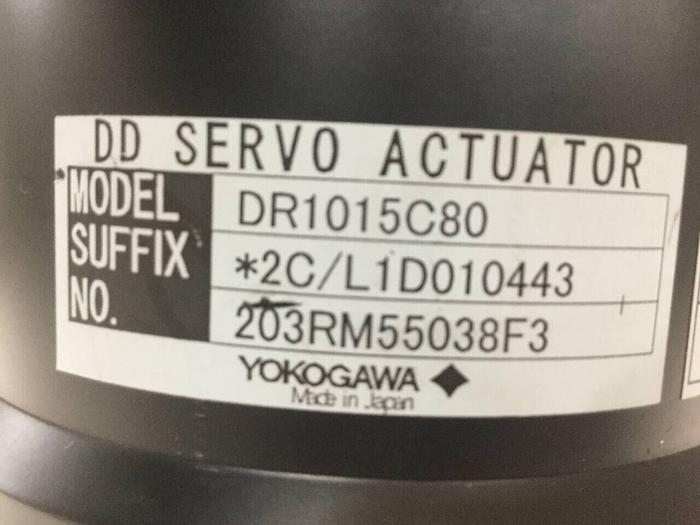 DD SERVO ACTUATOR
MODEL DR1015C80
SUFFIX *2C/L1D010443
NO. 203RM55038F3
YOKOGAWA
Made in Japan